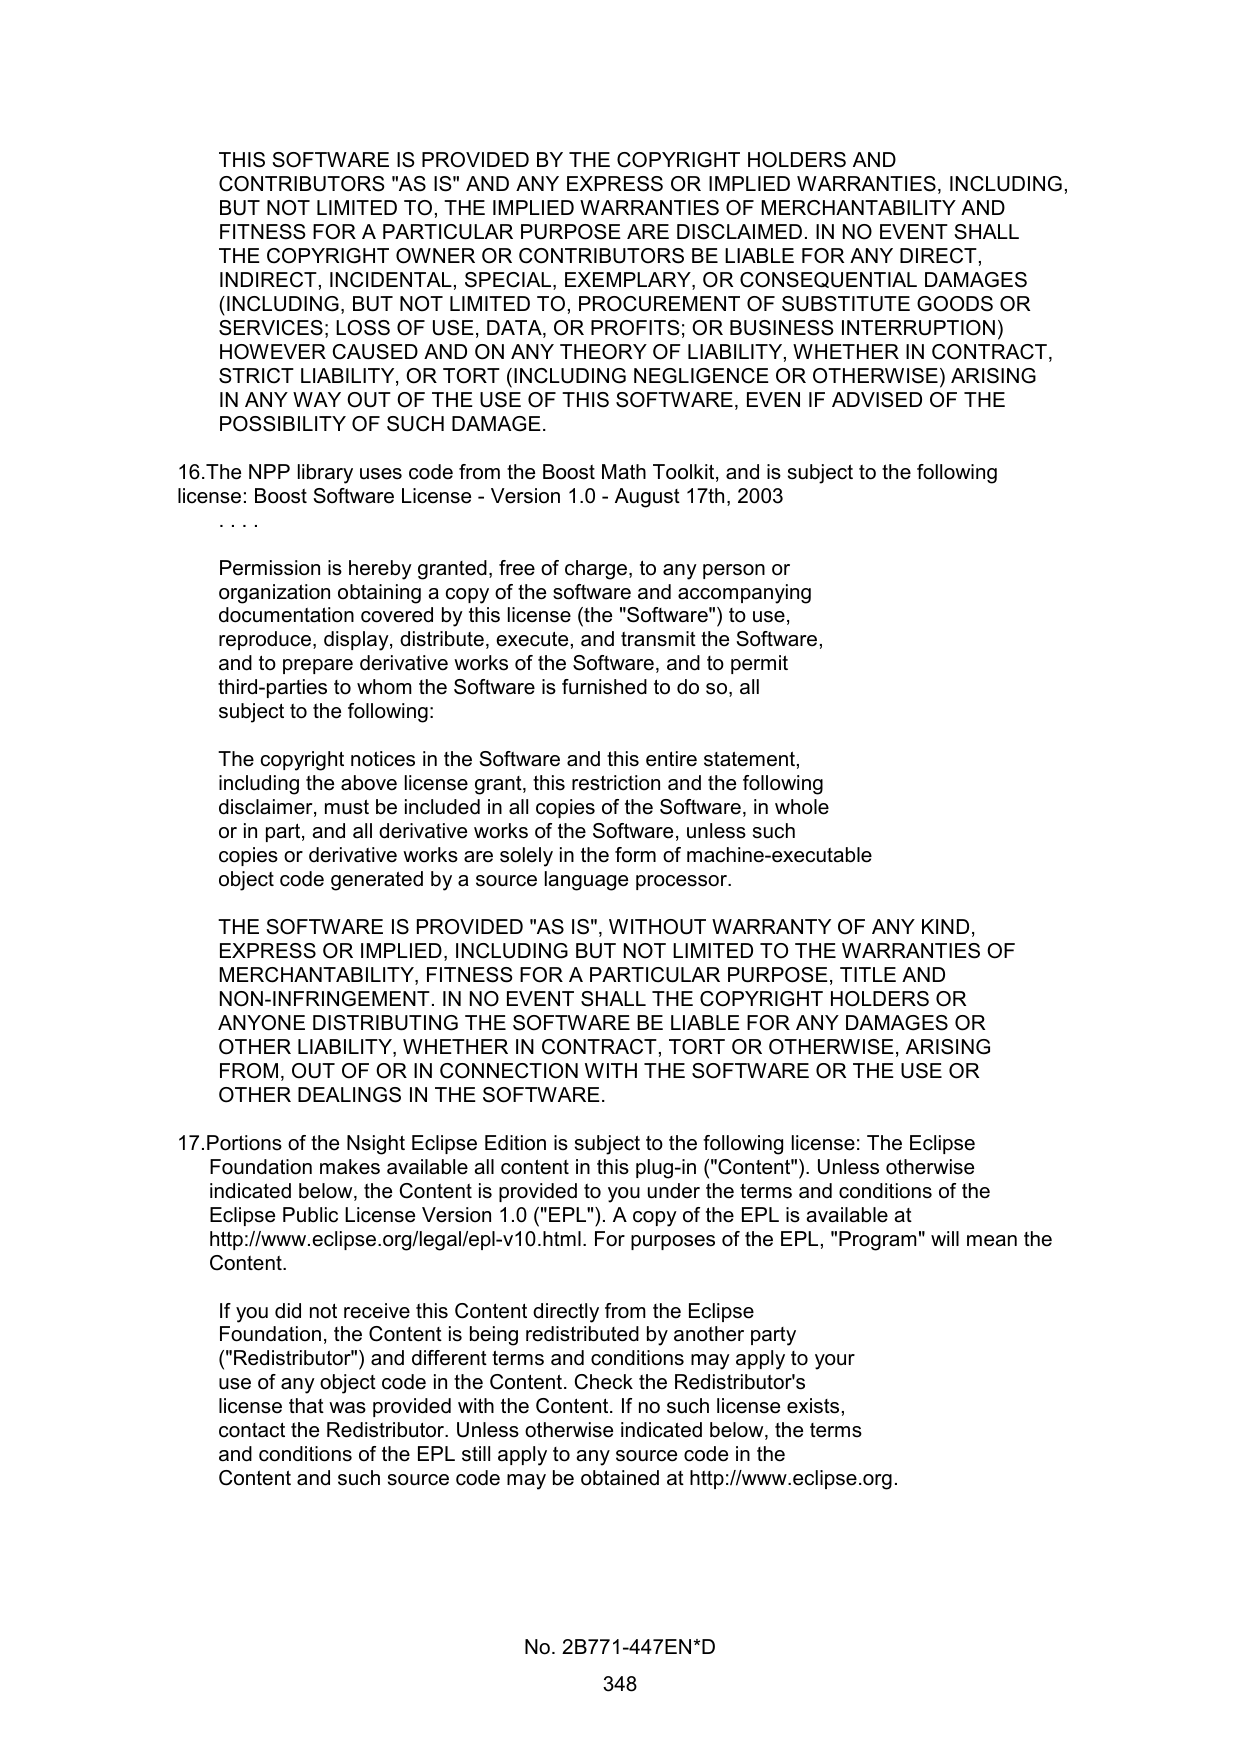 THIS SOFTWARE IS PROVIDED BY THE COPYRIGHT HOLDERS AND
CONTRIBUTORS "AS IS" AND ANY EXPRESS OR IMPLIED WARRANTIES, INCLUDING,
BUT NOT LIMITED TO, THE IMPLIED WARRANTIES OF MERCHANTABILITY AND
FITNESS FOR A PARTICULAR PURPOSE ARE DISCLAIMED. IN NO EVENT SHALL
THE COPYRIGHT OWNER OR CONTRIBUTORS BE LIABLE FOR ANY DIRECT,
INDIRECT, INCIDENTAL, SPECIAL, EXEMPLARY, OR CONSEQUENTIAL DAMAGES
(INCLUDING, BUT NOT LIMITED TO, PROCUREMENT OF SUBSTITUTE GOODS OR
SERVICES; LOSS OF USE, DATA, OR PROFITS; OR BUSINESS INTERRUPTION)
HOWEVER CAUSED AND ON ANY THEORY OF LIABILITY, WHETHER IN CONTRACT,
STRICT LIABILITY, OR TORT (INCLUDING NEGLIGENCE OR OTHERWISE) ARISING
IN ANY WAY OUT OF THE USE OF THIS SOFTWARE, EVEN IF ADVISED OF THE
POSSIBILITY OF SUCH DAMAGE.
16.The NPP library uses code from the Boost Math Toolkit, and is subject to the following
license: Boost Software License - Version 1.0 - August 17th, 2003
. . . .
Permission is hereby granted, free of charge, to any person or
organization obtaining a copy of the software and accompanying
documentation covered by this license (the "Software") to use,
reproduce, display, distribute, execute, and transmit the Software,
and to prepare derivative works of the Software, and to permit
third-parties to whom the Software is furnished to do so, all
subject to the following:
The copyright notices in the Software and this entire statement,
including the above license grant, this restriction and the following
disclaimer, must be included in all copies of the Software, in whole
or in part, and all derivative works of the Software, unless such
copies or derivative works are solely in the form of machine-executable
object code generated by a source language processor.
THE SOFTWARE IS PROVIDED "AS IS", WITHOUT WARRANTY OF ANY KIND,
EXPRESS OR IMPLIED, INCLUDING BUT NOT LIMITED TO THE WARRANTIES OF
MERCHANTABILITY, FITNESS FOR A PARTICULAR PURPOSE, TITLE AND
NON-INFRINGEMENT. IN NO EVENT SHALL THE COPYRIGHT HOLDERS OR
ANYONE DISTRIBUTING THE SOFTWARE BE LIABLE FOR ANY DAMAGES OR
OTHER LIABILITY, WHETHER IN CONTRACT, TORT OR OTHERWISE, ARISING
FROM, OUT OF OR IN CONNECTION WITH THE SOFTWARE OR THE USE OR
OTHER DEALINGS IN THE SOFTWARE.
17.Portions of the Nsight Eclipse Edition is subject to the following license: The Eclipse
Foundation makes available all content in this plug-in ("Content"). Unless otherwise
indicated below, the Content is provided to you under the terms and conditions of the
Eclipse Public License Version 1.0 ("EPL"). A copy of the EPL is available at
http://www.eclipse.org/legal/epl-v10.html. For purposes of the EPL, "Program" will mean the
Content.
If you did not receive this Content directly from the Eclipse
Foundation, the Content is being redistributed by another party
("Redistributor") and different terms and conditions may apply to your
use of any object code in the Content. Check the Redistributor's
license that was provided with the Content. If no such license exists,
contact the Redistributor. Unless otherwise indicated below, the terms
and conditions of the EPL still apply to any source code in the
Content and such source code may be obtained at http://www.eclipse.org.
No. 2B771-447EN*D
348